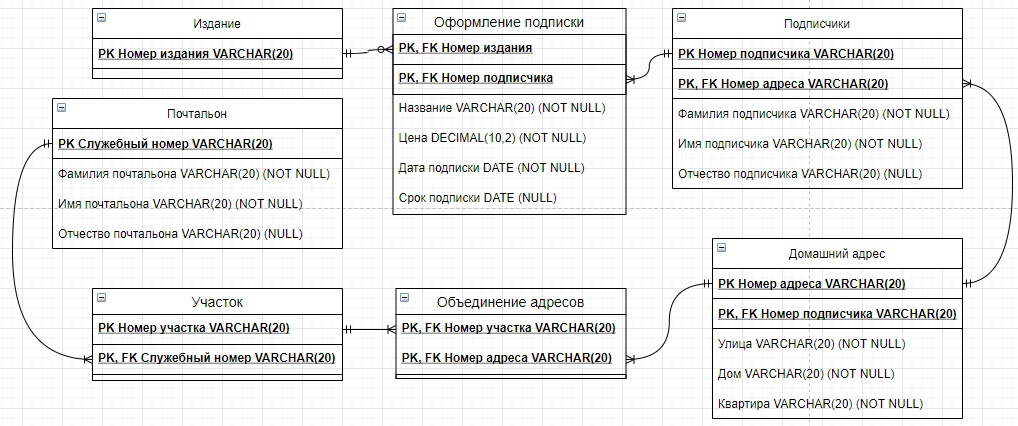 Издание
PK Номер издания VARCHAR(20)
Оформление подписки
PK, FK Номер издания
PK, FK Номер подписчика
Название VARCHAR(20) (NOT NULL)
Цена DECIMAL(10,2) (NOT NULL)
Дата подписки DATE (NOT NULL)
Срок подписки DATE (NULL)
Подписчики
PK Номер подписчика VARCHAR(20)
PK, FK Номер адреса VARCHAR(20)
Фамилия подписчика VARCHAR(20) (NOT NULL)
Имя подписчика VARCHAR(20) (NOT NULL)
Отчество подписчика VARCHAR(20) (NULL)
Почтальон
PK Служебный номер VARCHAR(20)
Фамилия почтальона VARCHAR(20) (NOT NULL)
Имя почтальона VARCHAR(20) (NOT NULL)
Отчество почтальона VARCHAR(20) (NULL)
Участок
PK Номер участка VARCHAR(20)
PK, FK Служебный номер VARCHAR(20)
Объединение адресов
PK, FK Номер участка VARCHAR(20)
PK, FK Номер адреса VARCHAR(20)
Домашний адрес
PK Номер адреса VARCHAR(20)
PK, FK Номер подписчика VARCHAR(20)
Улица VARCHAR(20) (NOT NULL)
Дом VARCHAR(20) (NOT NULL)
Квартира VARCHAR(20) (NOT NULL)